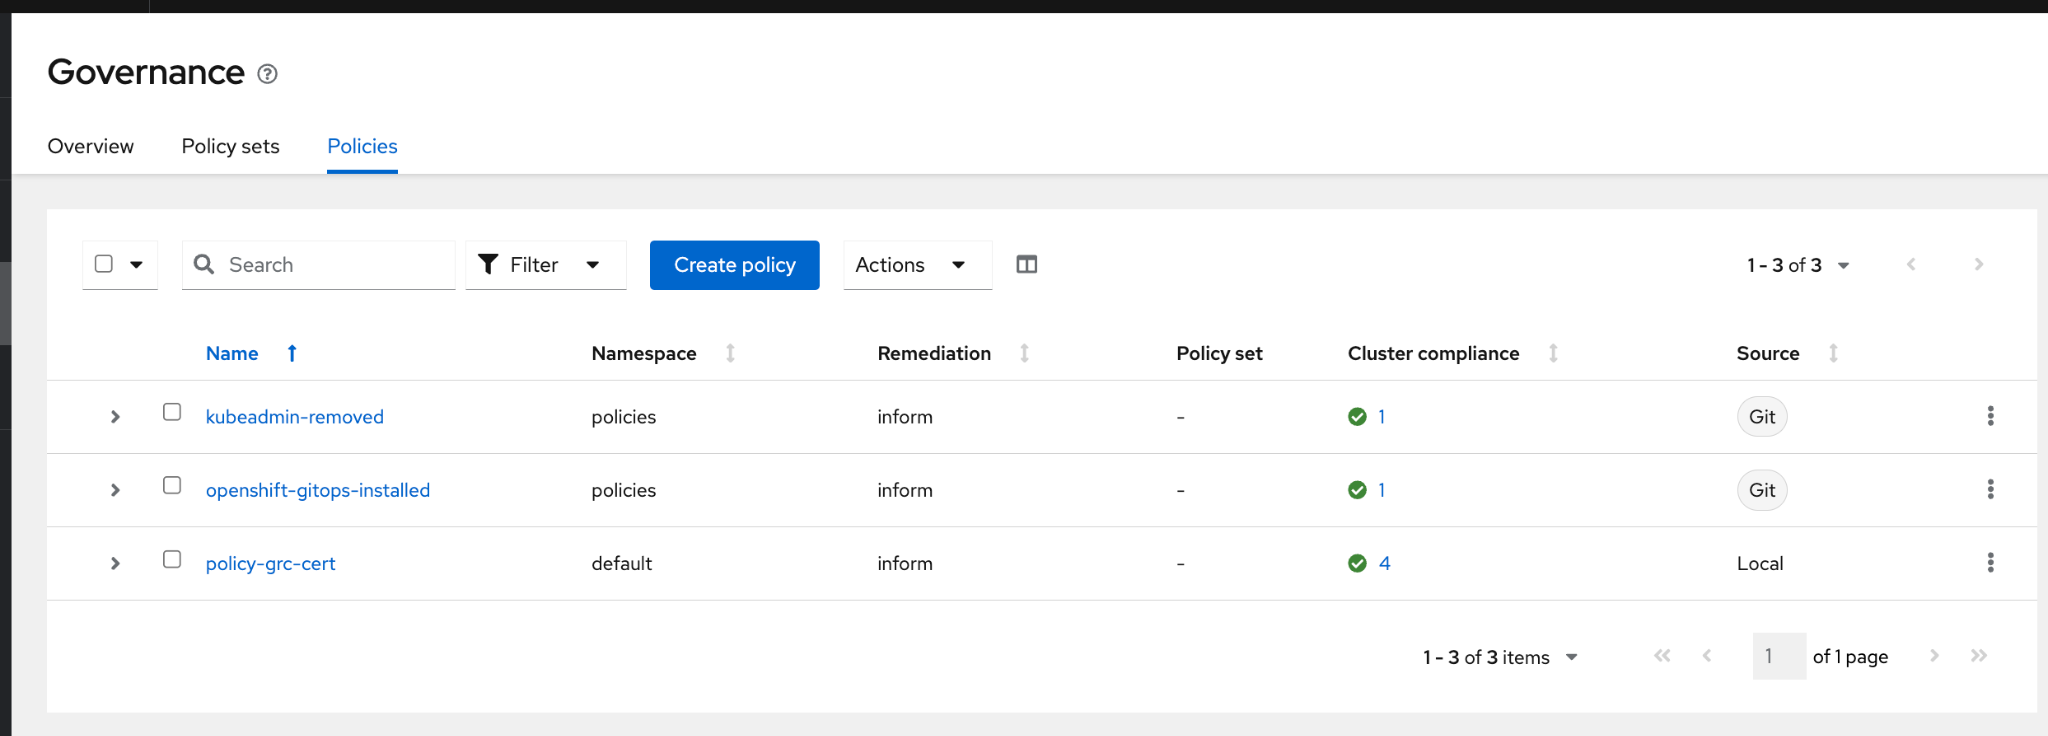 Governance
Overview Policy sets Policies
Search Filter Create policy Actions 1 - 3 of 3
Name Namespace Remediation Policy set Cluster compliance Source
kubeadmin-removed policies inform - 1 Git
openshift-gitops-installed policies inform - 1 Git
policy-grc-cert default inform - 4 Local
1 - 3 of 3 items 1 of 1 page